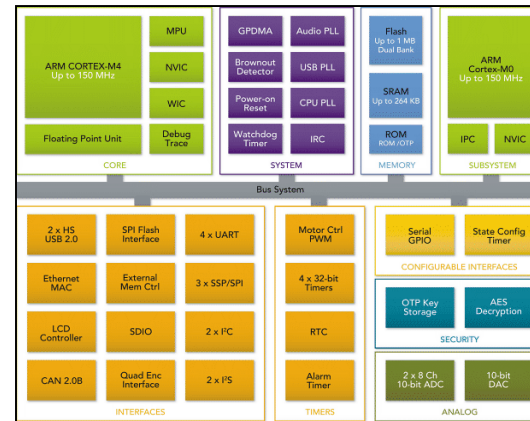 ARM CORTEX-M4
Up to 150 MHz
MPU
NVIC
WIC
Floating Point Unit
Debug
Trace
CORE
GPDMA
Audio PLL
Brownout
Detector
USB PLL
Power-on
Reset
CPU PLL
Watchdog
Timer
IRC
SYSTEM
Flash
Up to 1 MB
Dual Bank
SRAM
Up to 264 KB
ROM
ROM/OTP
MEMORY
ARM
Cortex-M0
Up to 150 MHz
IPC
NVIC
SUBSYSTEM
Bus System
2 x HS
USB 2.0
SPI Flash
Interface
4 x UART
Ethernet
MAC
External
Mem Ctrl
3 x SSP/SPI
LCD
Controller
SDIO
2 x I²C
CAN 2.0B
Quad Enc
Interface
2 x I²S
INTERFACES
Motor Ctrl
PWM
4 x 32-bit
Timers
RTC
Alarm
Timer
TIMERS
Serial
GPIO
State Config
Timer
CONFIGURABLE INTERFACES
OTP Key
Storage
AES
Decryption
SECURITY
2 x 8 Ch
10-bit ADC
10-bit
DAC
ANALOG